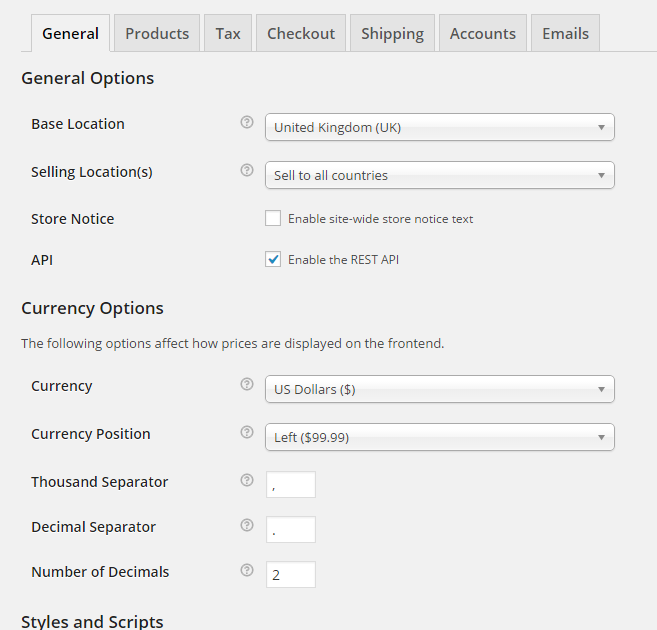 General Products Tax Checkout Shipping Accounts Emails
General Options
Base Location ? United Kingdom (UK)
Selling Location(s) ? Sell to all countries
Store Notice Enable site-wide store notice text
API Enable the REST API
Currency Options
The following options affect how prices are displayed on the frontend.
Currency ? US Dollars ($)
Currency Position ? Left ($99.99)
Thousand Separator ? ,
Decimal Separator ? .
Number of Decimals ? 2
Styles and Scripts